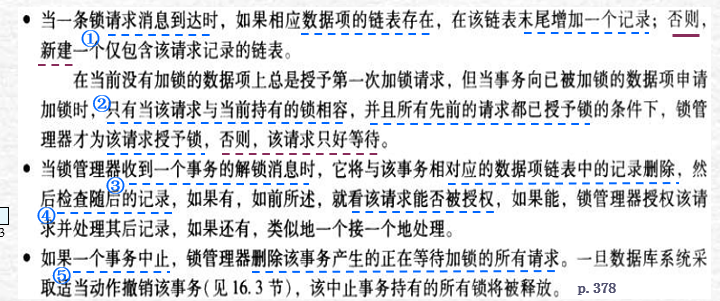 • 当一条锁请求消息到达时，如果相应数据项的链表存在，在该链表末尾增加一个记录；否则，
①
新建一个仅包含该请求记录的链表。
在当前没有加锁的数据项上总是授予第一次加锁请求，但当事务向已被加锁的数据项申请
加锁时，②只有当该请求与当前持有的锁相容，并且所有先前的请求都已授予锁的条件下，锁管
理器才为该请求授予锁，否则，该请求只好等待。
• 当锁管理器收到一个事务的解锁消息时，它将与该事务相对应的数据项链表中的记录删除，然
③
后检查随后的记录，如果有，如前所述，就看该请求能否被授权，如果能，锁管理器授权该请
④
求并处理其后记录，如果还有，类似地一个接一个地处理。
• 如果一个事务中止，锁管理器删除该事务产生的正在等待加锁的所有请求。一旦数据库系统采
⑤
取适当动作撤销该事务(见 16.3 节)，该中止事务持有的所有锁将被释放。 p. 378